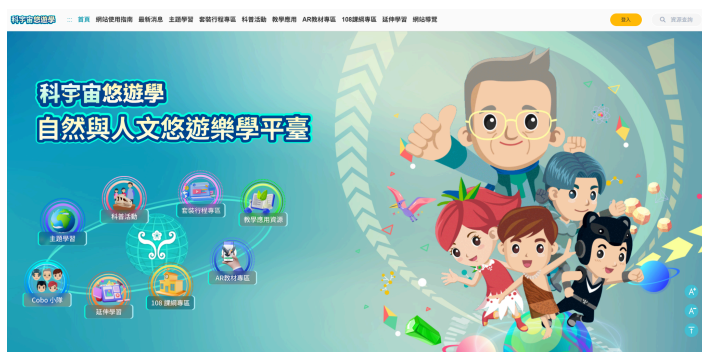 科宇宙悠遊學
首頁 網站使用指南 最新消息 主題學習 套裝行程專區 科普活動 教學應用 AR教材專區 108課綱專區 延伸學習 網站導覽
登入
資源查詢
科宇宙悠遊學
自然與人文悠遊樂學平臺
科普活動
套裝行程專區
教學應用資源
主題學習
AR教材專區
Cobo 小隊
延伸學習
108 課綱專區
A+
A-